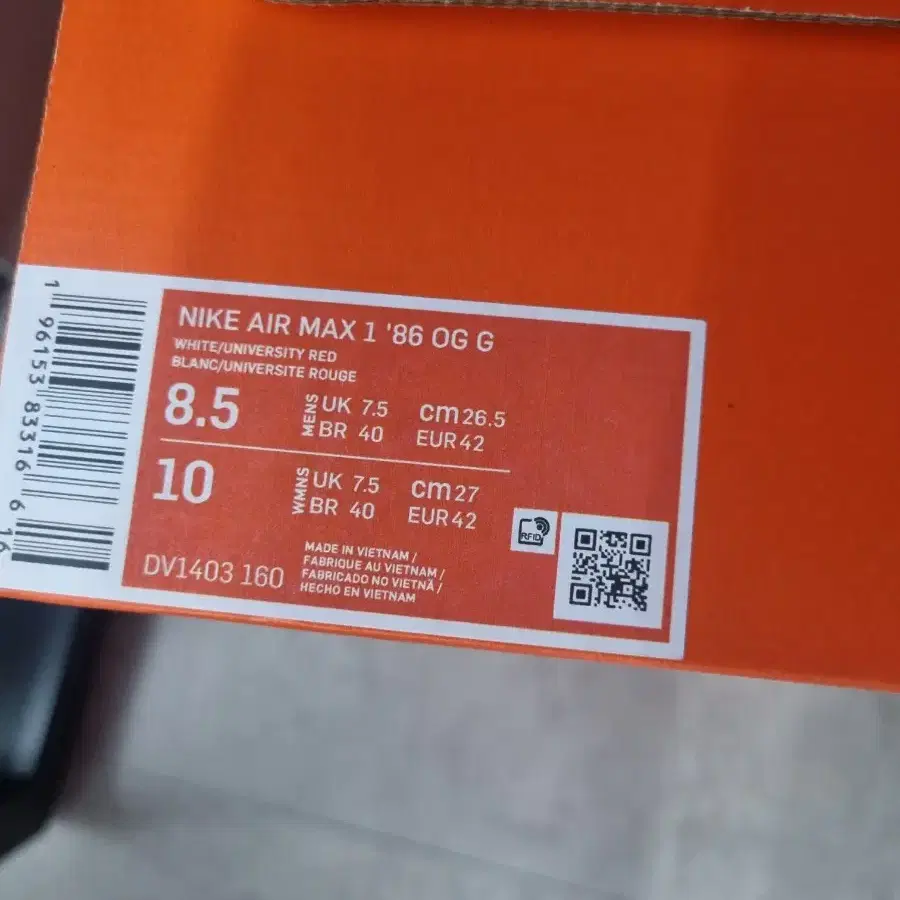 NIKE AIR MAX 1 '86 OG G
WHITE/UNIVERSITY RED
BLANC/UNIVERSITE ROUGE
8.5 MENS UK 7.5 cm 26.5
BR 40 EUR 42
10 WMNS UK 7.5 cm 27
BR 40 EUR 42
DV1403 160
MADE IN VIETNAM /
FABRIQUE AU VIETNAM /
FABRICADO NO VIETNÃ /
HECHO EN VIETNAM
RFID
1 96153 83316 6 16